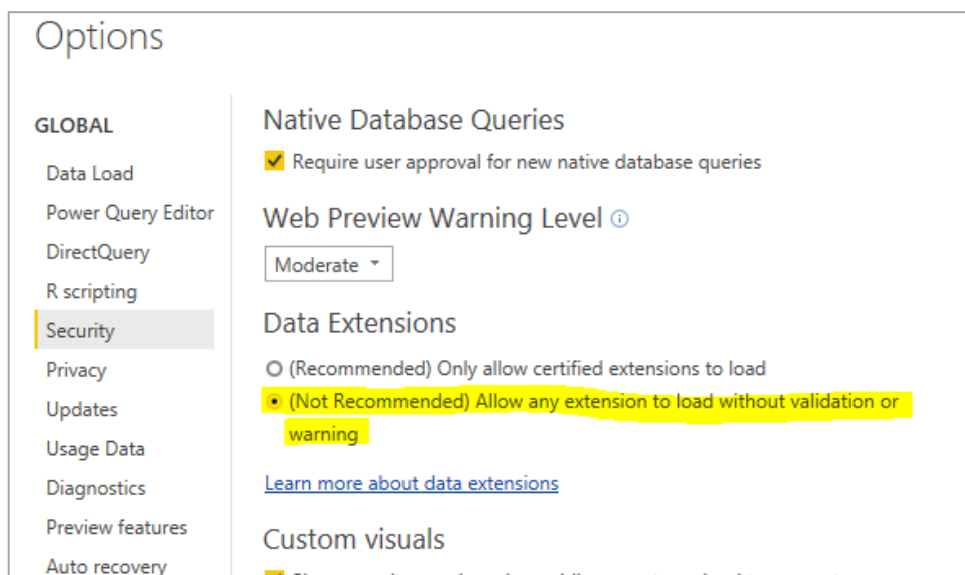 Options
GLOBAL
Data Load
Power Query Editor
DirectQuery
R scripting
Security
Privacy
Updates
Usage Data
Diagnostics
Preview features
Auto recovery
Native Database Queries
Require user approval for new native database queries
Web Preview Warning Level
Moderate
Data Extensions
(Recommended) Only allow certified extensions to load
(Not Recommended) Allow any extension to load without validation or
warning
Learn more about data extensions
Custom visuals